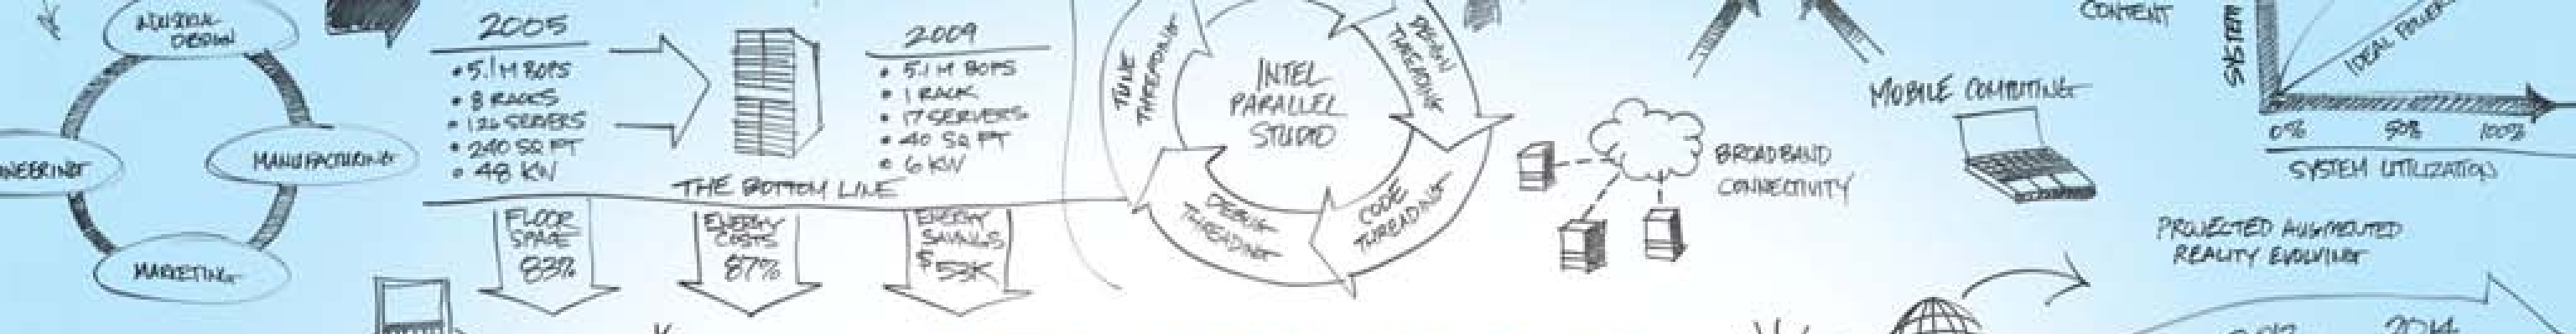 INDUSTRIAL
DESIGN
NEERING
MANUFACTURING
MARKETING
2005
• 5.1 M BOPS
• 8 RACKS
• 126 SERVERS
• 240 SQ FT
• 48 KW
2009
• 5.1 M BOPS
• 1 RACK
• 17 SERVERS
• 40 SQ FT
• 6 KW
THE BOTTOM LINE
FLOOR
SPACE
83%
ENERGY
COSTS
87%
ENERGY
SAVINGS
$53K
INTEL
PARALLEL
STUDIO
TUNE
THREADING
DESIGN
THREADING
CODE
THREADING
DEBUG
THREADING
BROADBAND
CONNECTIVITY
MOBILE COMPUTING
CONTENT
SYSTEM
IDEAL POWER
0% 50% 100%
SYSTEM UTILIZATION
PROJECTED AUGMENTED
REALITY EVOLVING
2014